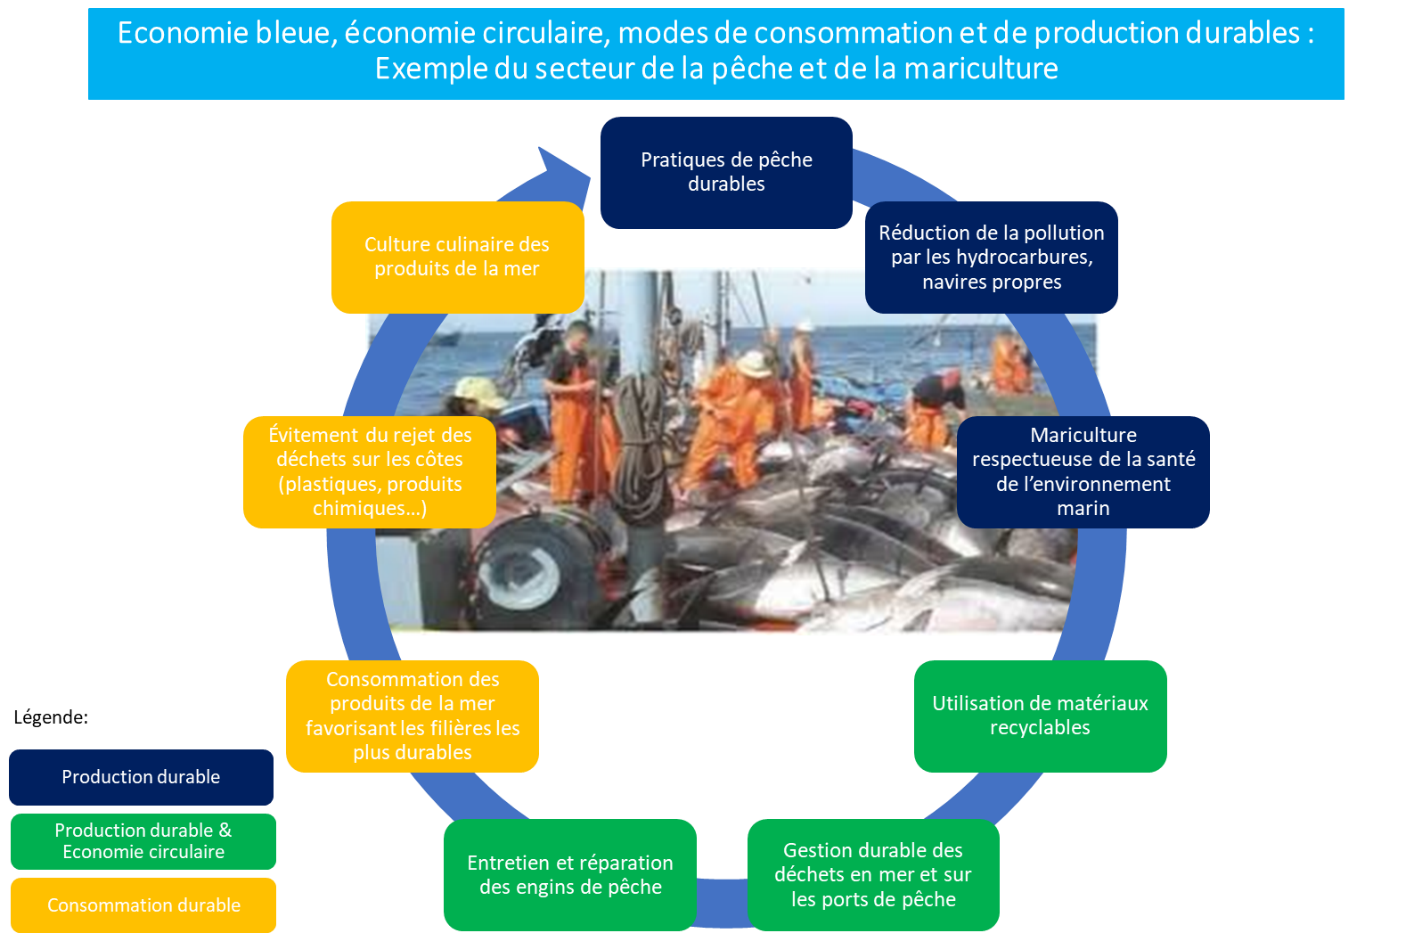 Economie bleue, économie circulaire, modes de consommation et de production durables :
Exemple du secteur de la pêche et de la mariculture
Pratiques de pêche
durables
Réduction de la pollution
par les hydrocarbures,
navires propres
Mariculture
respectueuse de la santé
de l’environnement
marin
Utilisation de matériaux
recyclables
Gestion durable des
déchets en mer et sur
les ports de pêche
Entretien et réparation
des engins de pêche
Consommation des
produits de la mer
favorisant les filières les
plus durables
Évitement du rejet des
déchets sur les côtes
(plastiques, produits
chimiques...)
Culture culinaire des
produits de la mer
Légende:
Production durable
Production durable &
Economie circulaire
Consommation durable